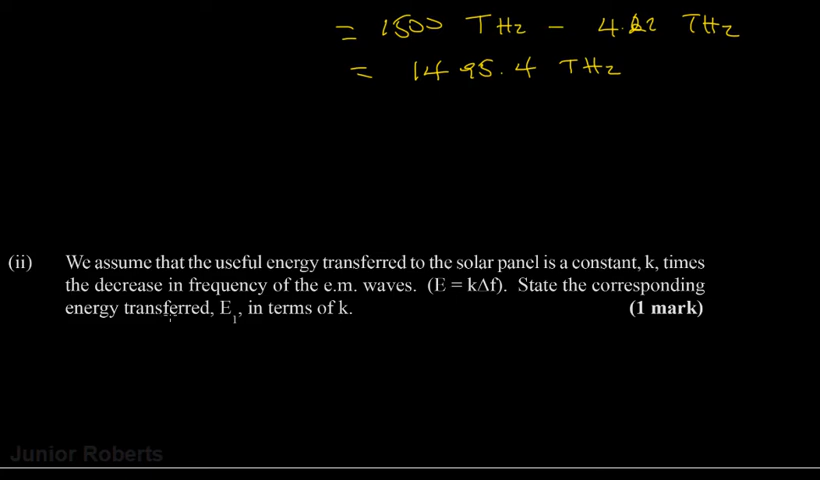 = 1500 THz - 4.62 THz
= 1495.4 THz
(ii) We assume that the useful energy transferred to the solar panel is a constant, k, times
the decrease in frequency of the e.m. waves. (E = kΔf). State the corresponding
energy transferred, E₁, in terms of k. (1 mark)
Junior Roberts